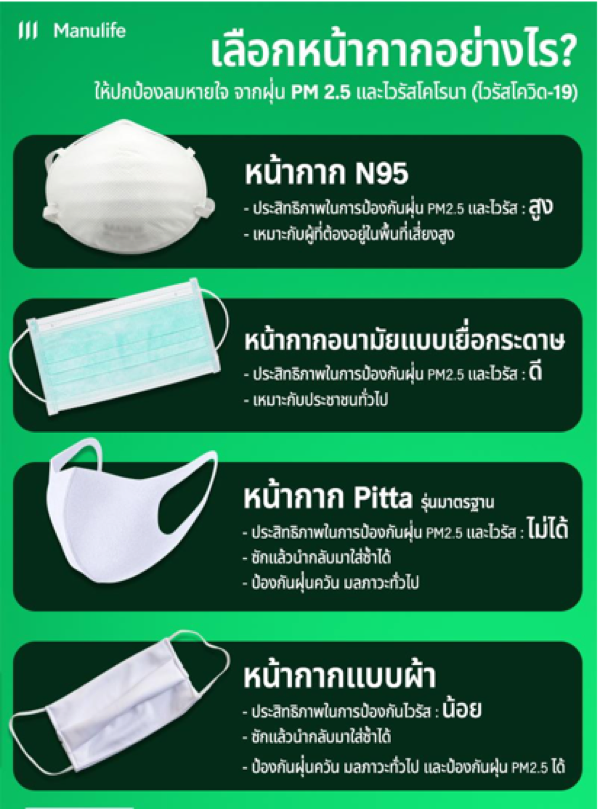 Manulife
เลือกหน้ากากอย่างไร?
ให้ปกป้องลมหายใจ จากฝุ่น PM 2.5 และไวรัสโคโรนา (ไวรัสโควิด-19)
หน้ากาก N95
- ประสิทธิภาพในการป้องกันฝุ่น PM2.5 และไวรัส : สูง
- เหมาะกับผู้ที่ต้องอยู่ในพื้นที่เสี่ยงสูง
หน้ากากอนามัยแบบเยื่อกระดาษ
- ประสิทธิภาพในการป้องกันฝุ่น PM2.5 และไวรัส : ดี
- เหมาะกับประชาชนทั่วไป
หน้ากาก Pitta รุ่นมาตรฐาน
- ประสิทธิภาพในการป้องกันฝุ่น PM2.5 และไวรัส : ไม่ได้
- ซักแล้วนำกลับมาใส่ซ้ำได้
- ป้องกันฝุ่นควัน มลภาวะทั่วไป
หน้ากากแบบผ้า
- ประสิทธิภาพในการป้องกันไวรัส : น้อย
- ซักแล้วนำกลับมาใส่ซ้ำได้
- ป้องกันฝุ่นควัน มลภาวะทั่วไป และป้องกันฝุ่น PM2.5 ได้